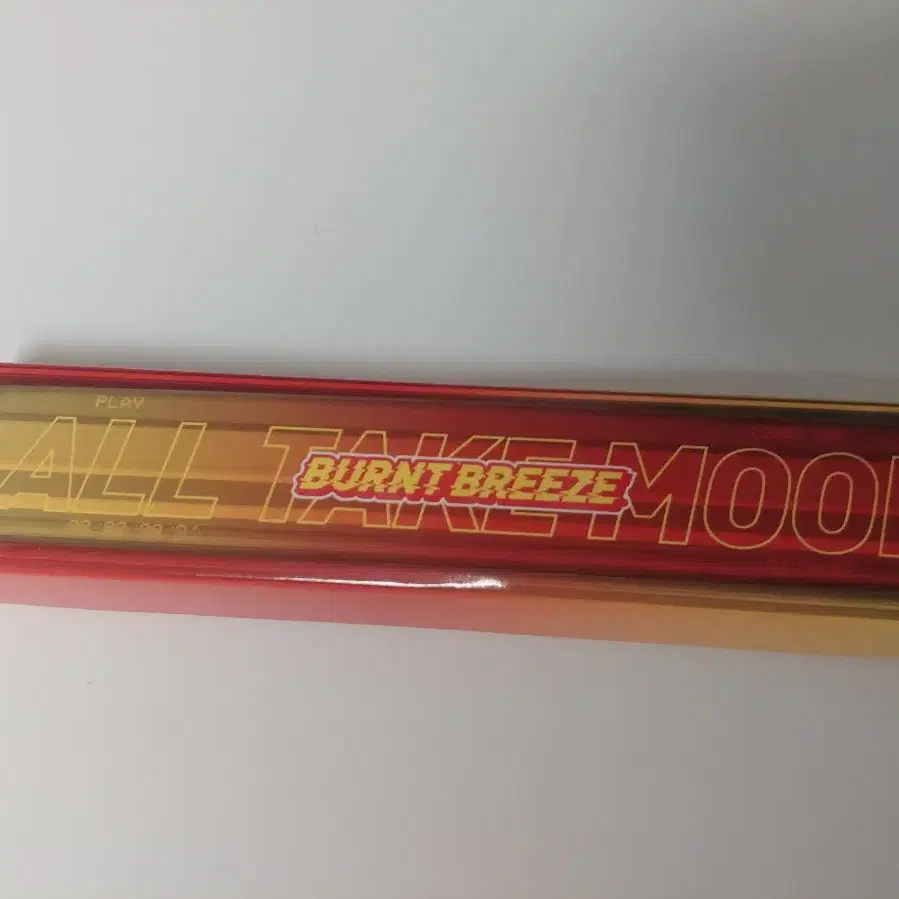 PLAY
ALL TAKE MOO
BURNT BREEZE